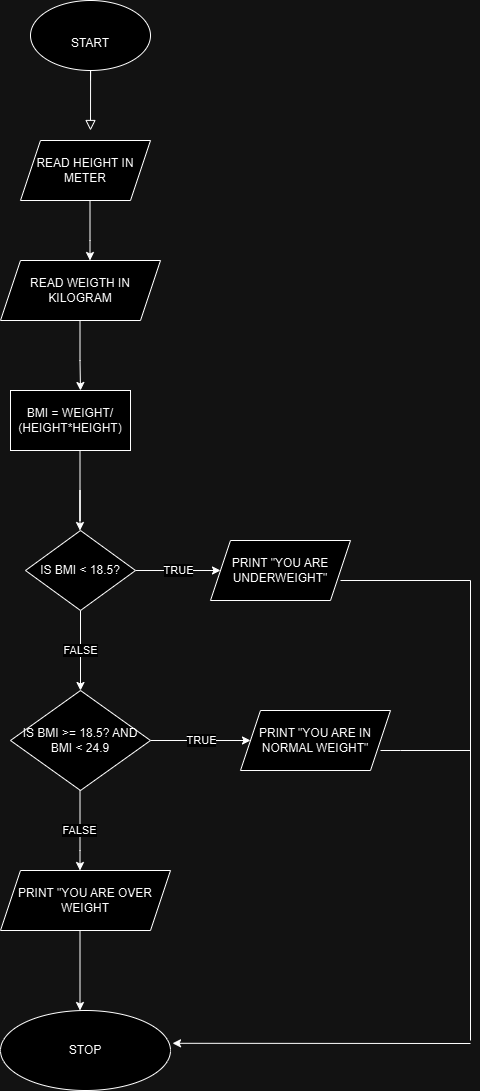 START
READ HEIGHT IN
METER
READ WEIGTH IN
KILOGRAM
BMI = WEIGHT/
(HEIGHT*HEIGHT)
IS BMI < 18.5?
TRUE
PRINT "YOU ARE
UNDERWEIGHT"
FALSE
IS BMI >= 18.5? AND
BMI < 24.9
TRUE
PRINT "YOU ARE IN
NORMAL WEIGHT"
FALSE
PRINT "YOU ARE OVER
WEIGHT
STOP